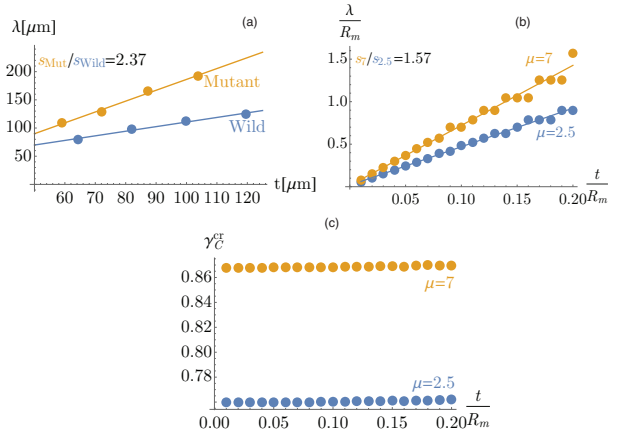 (a)
λ[μm]
s_Mut/s_Wild=2.37
200
150
100
50
Mutant
Wild
60 70 80 90 100 110 120
t[μm]
(b)
λ/R_m
s_7/s_2.5=1.57
μ=7
1.5
1.0
0.5
μ=2.5
0.05 0.10 0.15 0.20
t/R_m
(c)
γ_C^cr
0.86
0.84
0.82
0.80
0.78
μ=7
μ=2.5
0.00 0.05 0.10 0.15 0.20
t/R_m